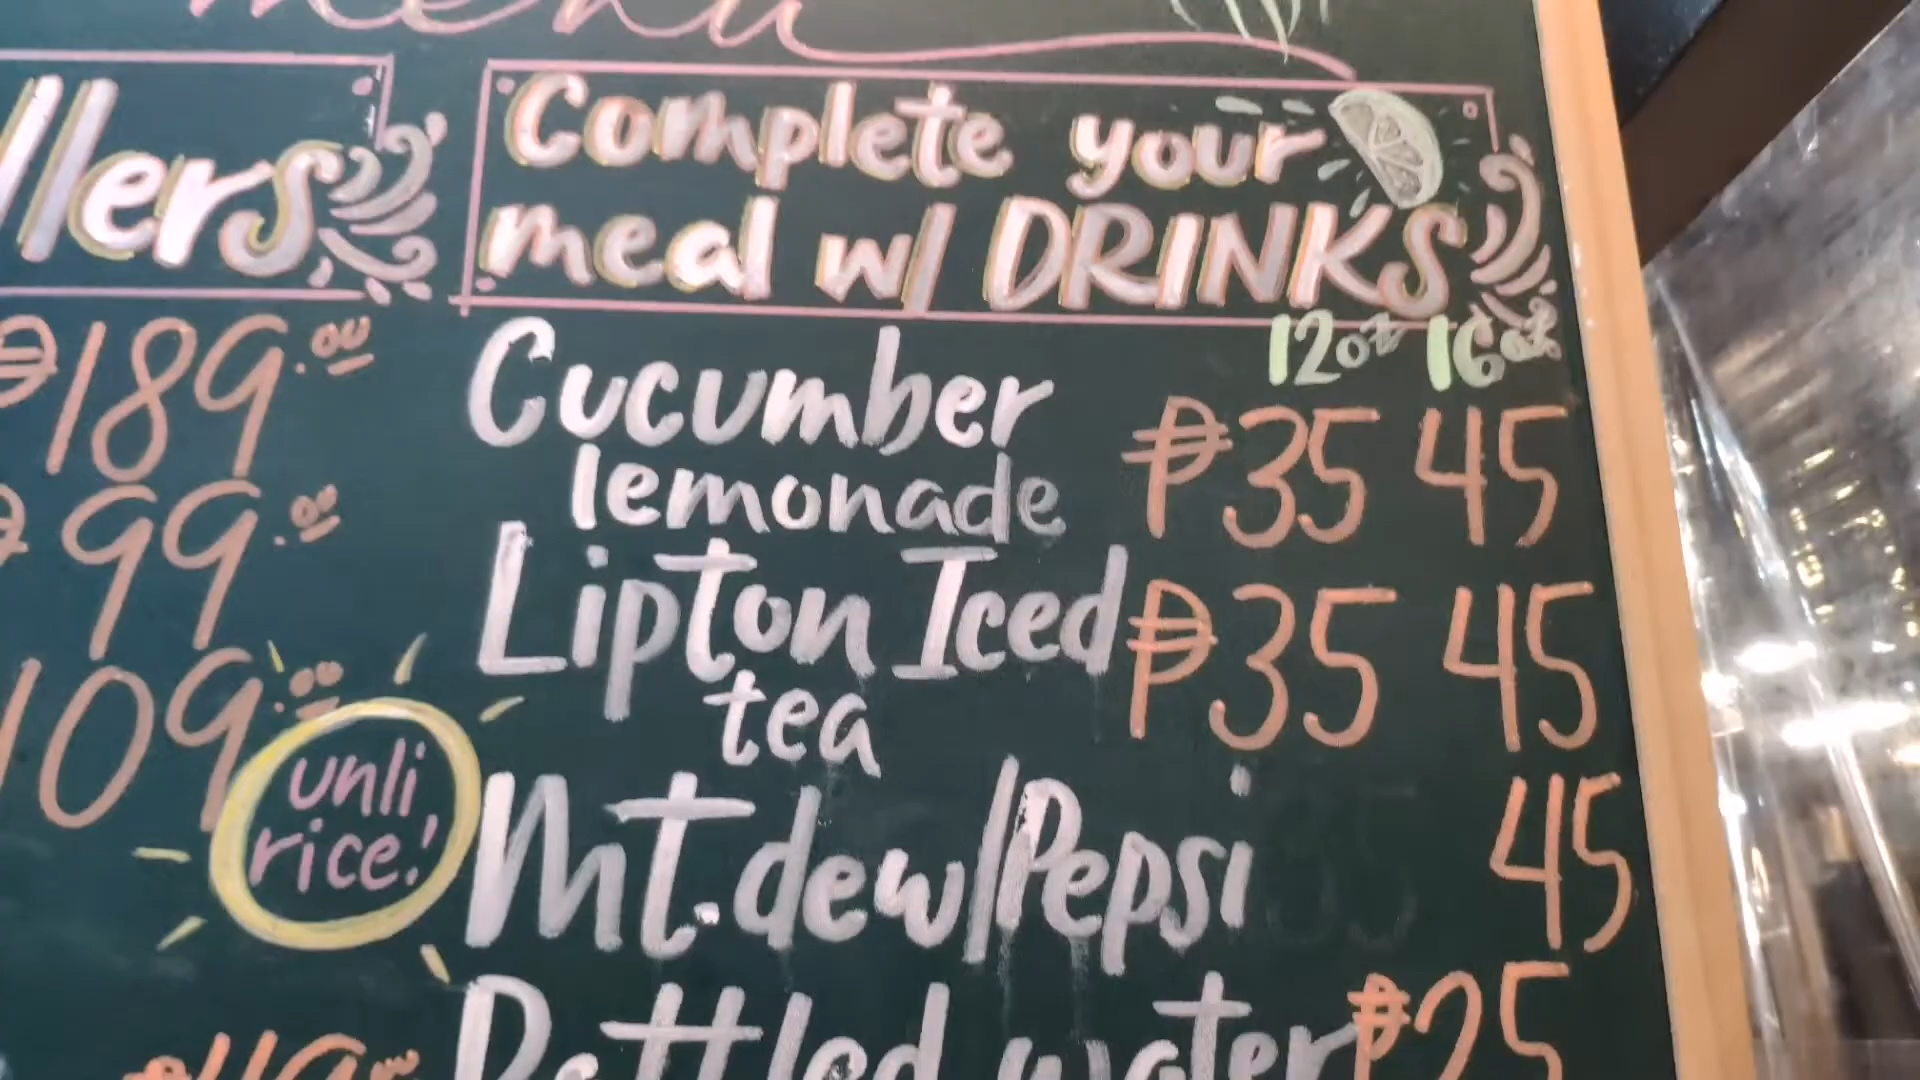 menu
llers
₱189.00
99.00
109.00
unli
rice!
Complete your
meal w/ DRINKS
12oz 16oz
Cucumber
lemonade ₱35 45
Lipton Iced
tea ₱35 45
Mt.dew/Pepsi 45
Bottled water ₱25